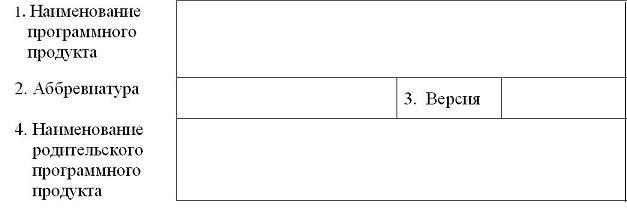 1. Наименование
программного
продукта
2. Аббревиатура
3. Версия
4. Наименование
родительского
программного
продукта